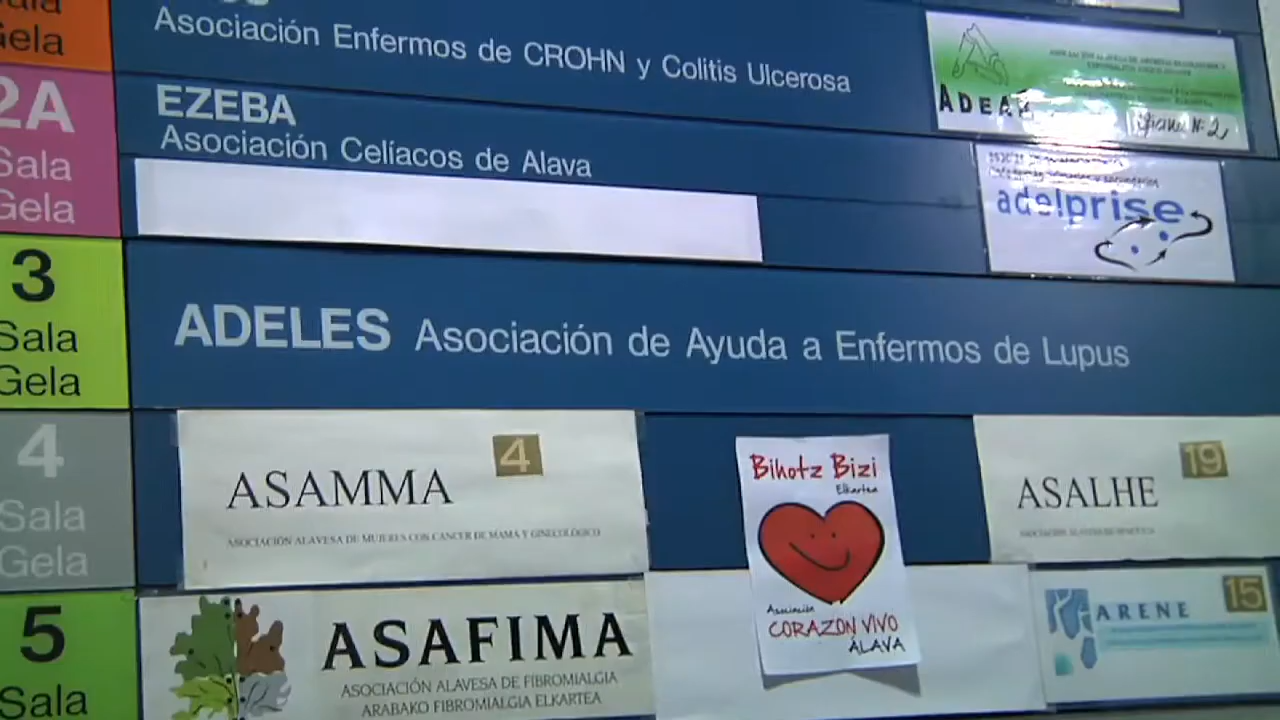 Gela
Asociación Enfermos de CROHN y Colitis Ulcerosa
ADEA
Oficina Nº 2
2A
Sala
Gela
EZEBA
Asociación Celíacos de Alava
adelprise
3
Sala
Gela
ADELES Asociación de Ayuda a Enfermos de Lupus
4
Sala
Gela
ASAMMA 4
ASOCIACIÓN ALAVESA DE MUJERES CON CANCER DE MAMA Y GINECOLÓGICO
Bihotz Bizi
Elkartea
Asociación
CORAZON VIVO
ALAVA
ASALHE 19
5
Sala
ASAFIMA
ASOCIACIÓN ALAVESA DE FIBROMIALGIA
ARABAKO FIBROMIALGIA ELKARTEA
ARENE 15